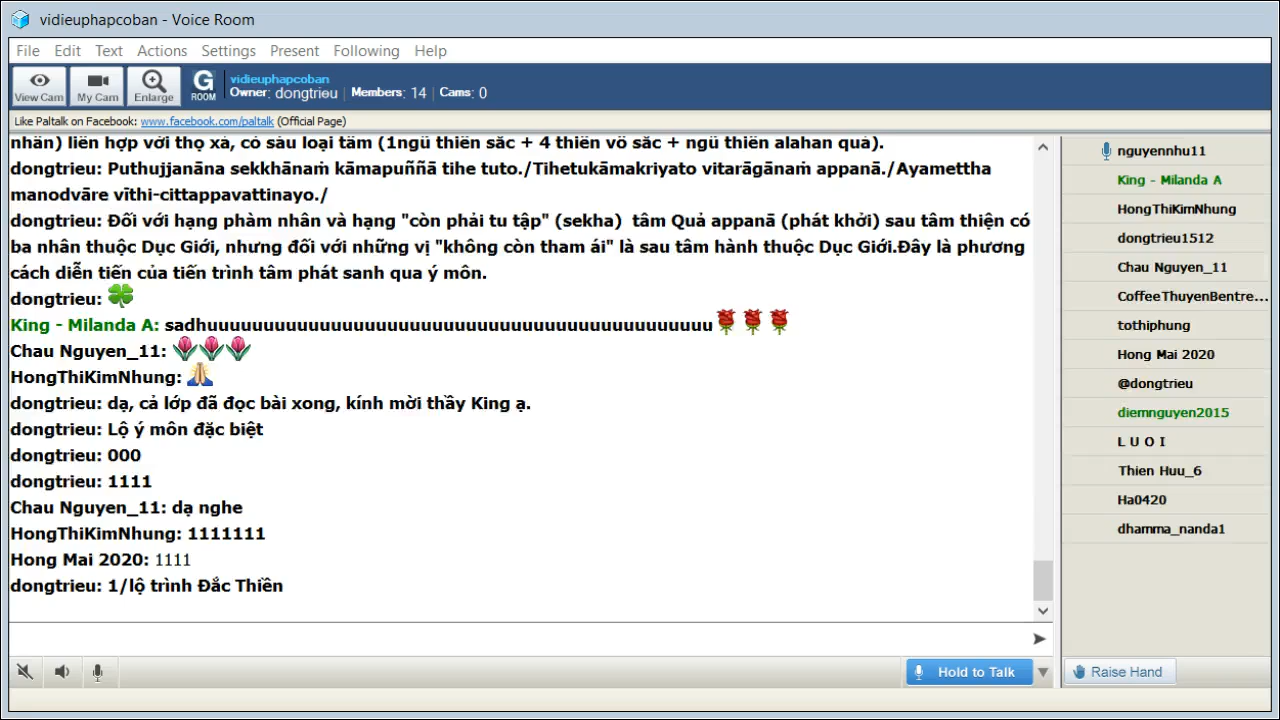 vidieuphapcoban - Voice Room
File Edit Text Actions Settings Present Following Help
View Cam My Cam Enlarge G ROOM
vidieuphapcoban
Owner: dongtrieu | Members: 14 | Cams: 0
Like Paltalk on Facebook: www.facebook.com/paltalk (Official Page)
nhân) liên hợp với thọ xả, có sáu loại tâm (1ngũ thiền sắc + 4 thiền vô sắc + ngũ thiền alahan quả).
dongtrieu: Puthujjanāna sekkhānaṁ kāmapuññā tihe tuto./Tihetukāmakriyato vitarāgānaṁ appanā./Ayamettha
manodvāre vīthi-cittappavattinayo./
dongtrieu: Đối với hạng phàm nhân và hạng "còn phải tu tập" (sekha) tâm Quả appanā (phát khởi) sau tâm thiện có
ba nhân thuộc Dục Giới, nhưng đối với những vị "không còn tham ái" là sau tâm hành thuộc Dục Giới.Đây là phương
cách diễn tiến của tiến trình tâm phát sanh qua ý môn.
dongtrieu:
King - Milanda A: sadhuuuuuuuuuuuuuuuuuuuuuuuuuuuuuuuuuuuuuuuuuuuuu
Chau Nguyen_11:
HongThiKimNhung:
dongtrieu: dạ, cả lớp đã đọc bài xong, kính mời thầy King ạ.
dongtrieu: Lộ ý môn đặc biệt
dongtrieu: 000
dongtrieu: 1111
Chau Nguyen_11: dạ nghe
HongThiKimNhung: 1111111
Hong Mai 2020: 1111
dongtrieu: 1/lộ trình Đắc Thiền
nguyennhu11
King - Milanda A
HongThiKimNhung
dongtrieu1512
Chau Nguyen_11
CoffeeThuyenBentre...
tothiphung
Hong Mai 2020
@dongtrieu
diemnguyen2015
L U O I
Thien Huu_6
Ha0420
dhamma_nanda1
Hold to Talk
Raise Hand